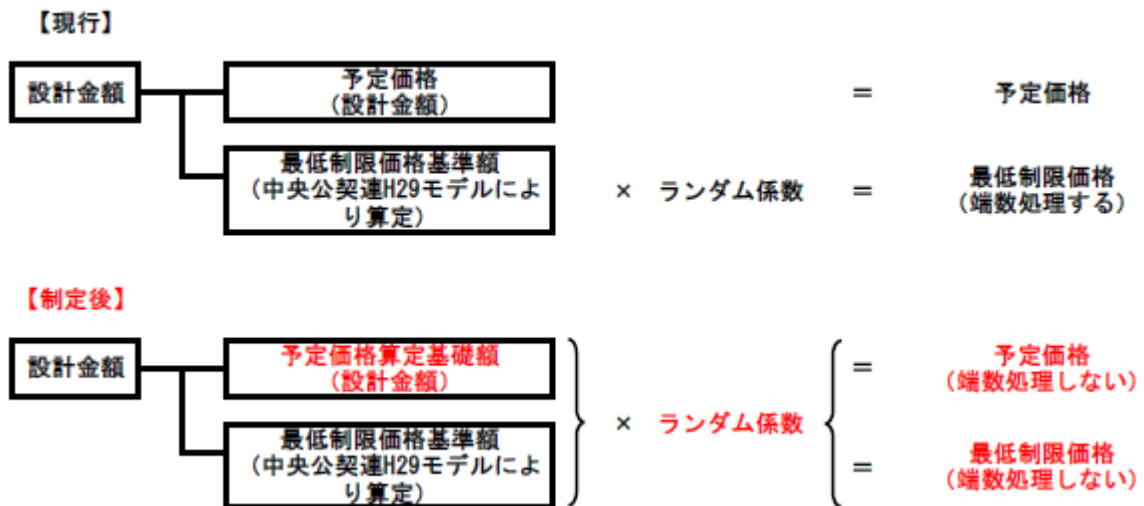 【現行】
設計金額
予定価格
(設計金額)
＝
予定価格
最低制限価格基準額
(中央公契連H29モデルによ
り算定)
×
ランダム係数
＝
最低制限価格
(端数処理する)
【制定後】
設計金額
予定価格算定基礎額
(設計金額)
最低制限価格基準額
(中央公契連H29モデルによ
り算定)
×
ランダム係数
＝
予定価格
(端数処理しない)
＝
最低制限価格
(端数処理しない)